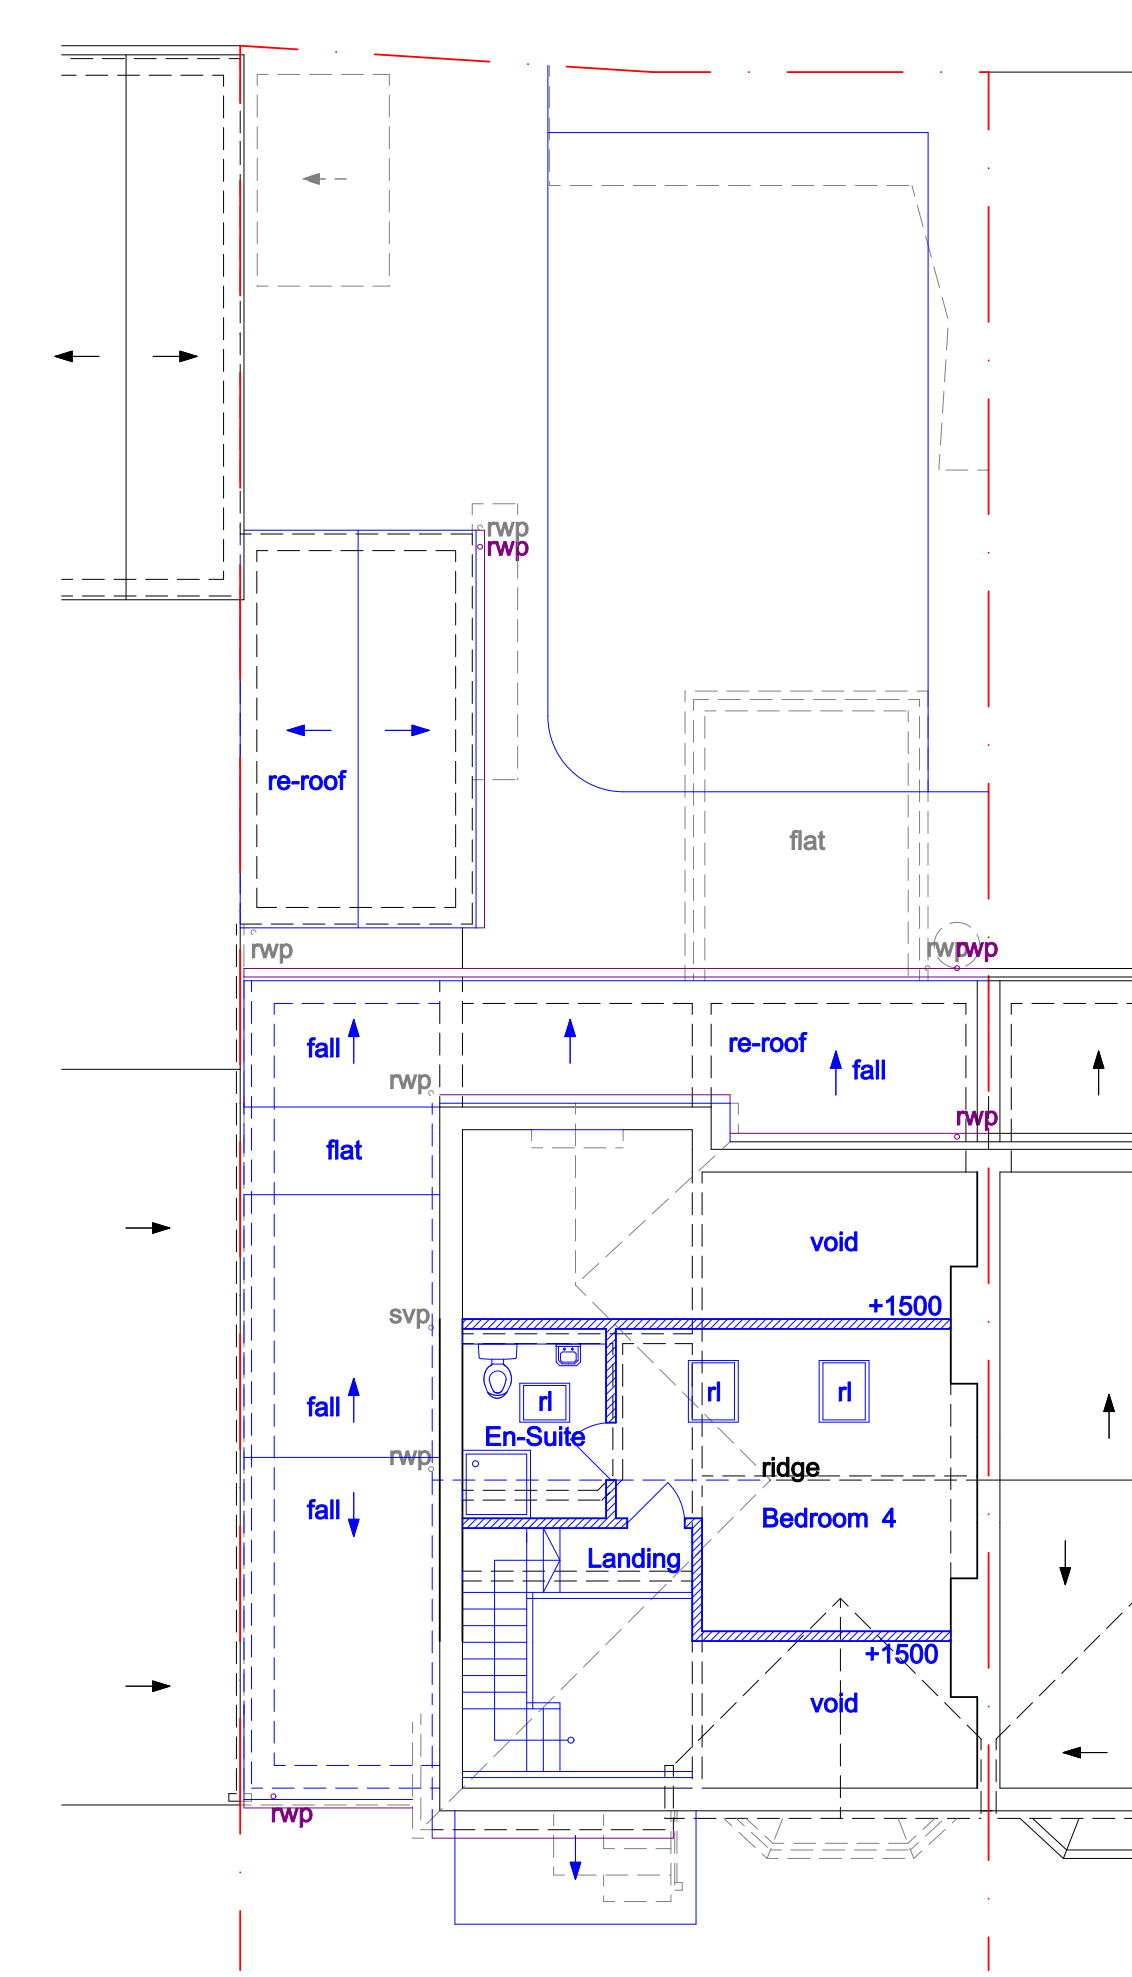 rwp
rwp
re-roof
flat
rwp
rwp
rwp
re-roof
fall
fall
rwp
rwp
flat
void
+1500
svp
rl
rl
rl
fall
En-Suite
rwp
ridge
fall
Bedroom 4
Landing
+1500
void
rwp